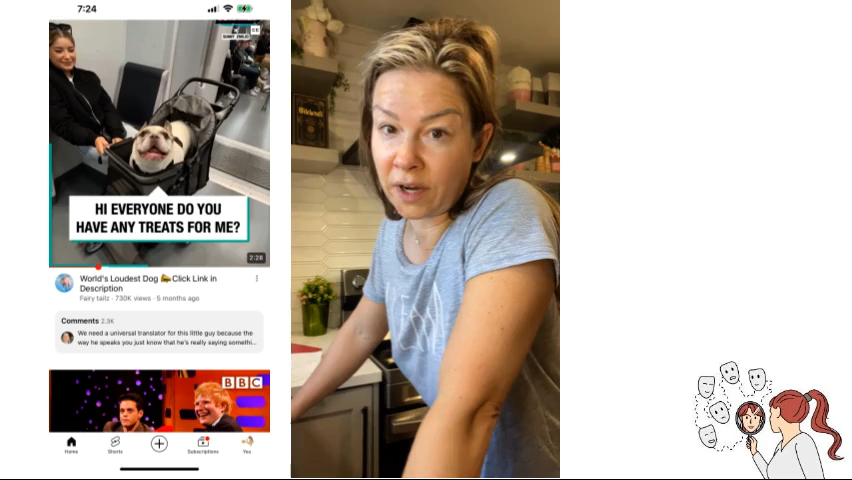 7:24
HI EVERYONE DO YOU
HAVE ANY TREATS FOR ME?
2:28
World's Loudest Dog 📣Click Link in
Description
Fairy tailz · 730K views · 5 months ago
Comments 2.3K
We need a universal translator for this little guy because the
way he speaks you just know that he's really saying somethi...
BBC
Home
Shorts
Subscriptions
You